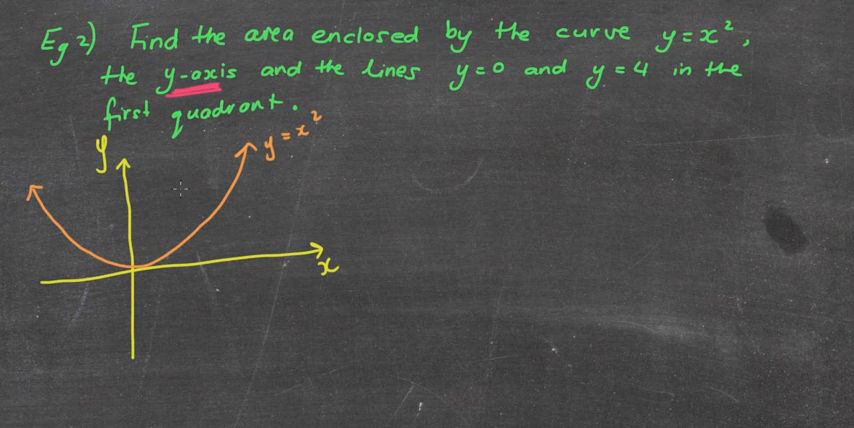 Eg 2) Find the area enclosed by the curve y = x²,
the y-axis and the lines y = 0 and y = 4 in the
first quadrant.
y
y = x²
x